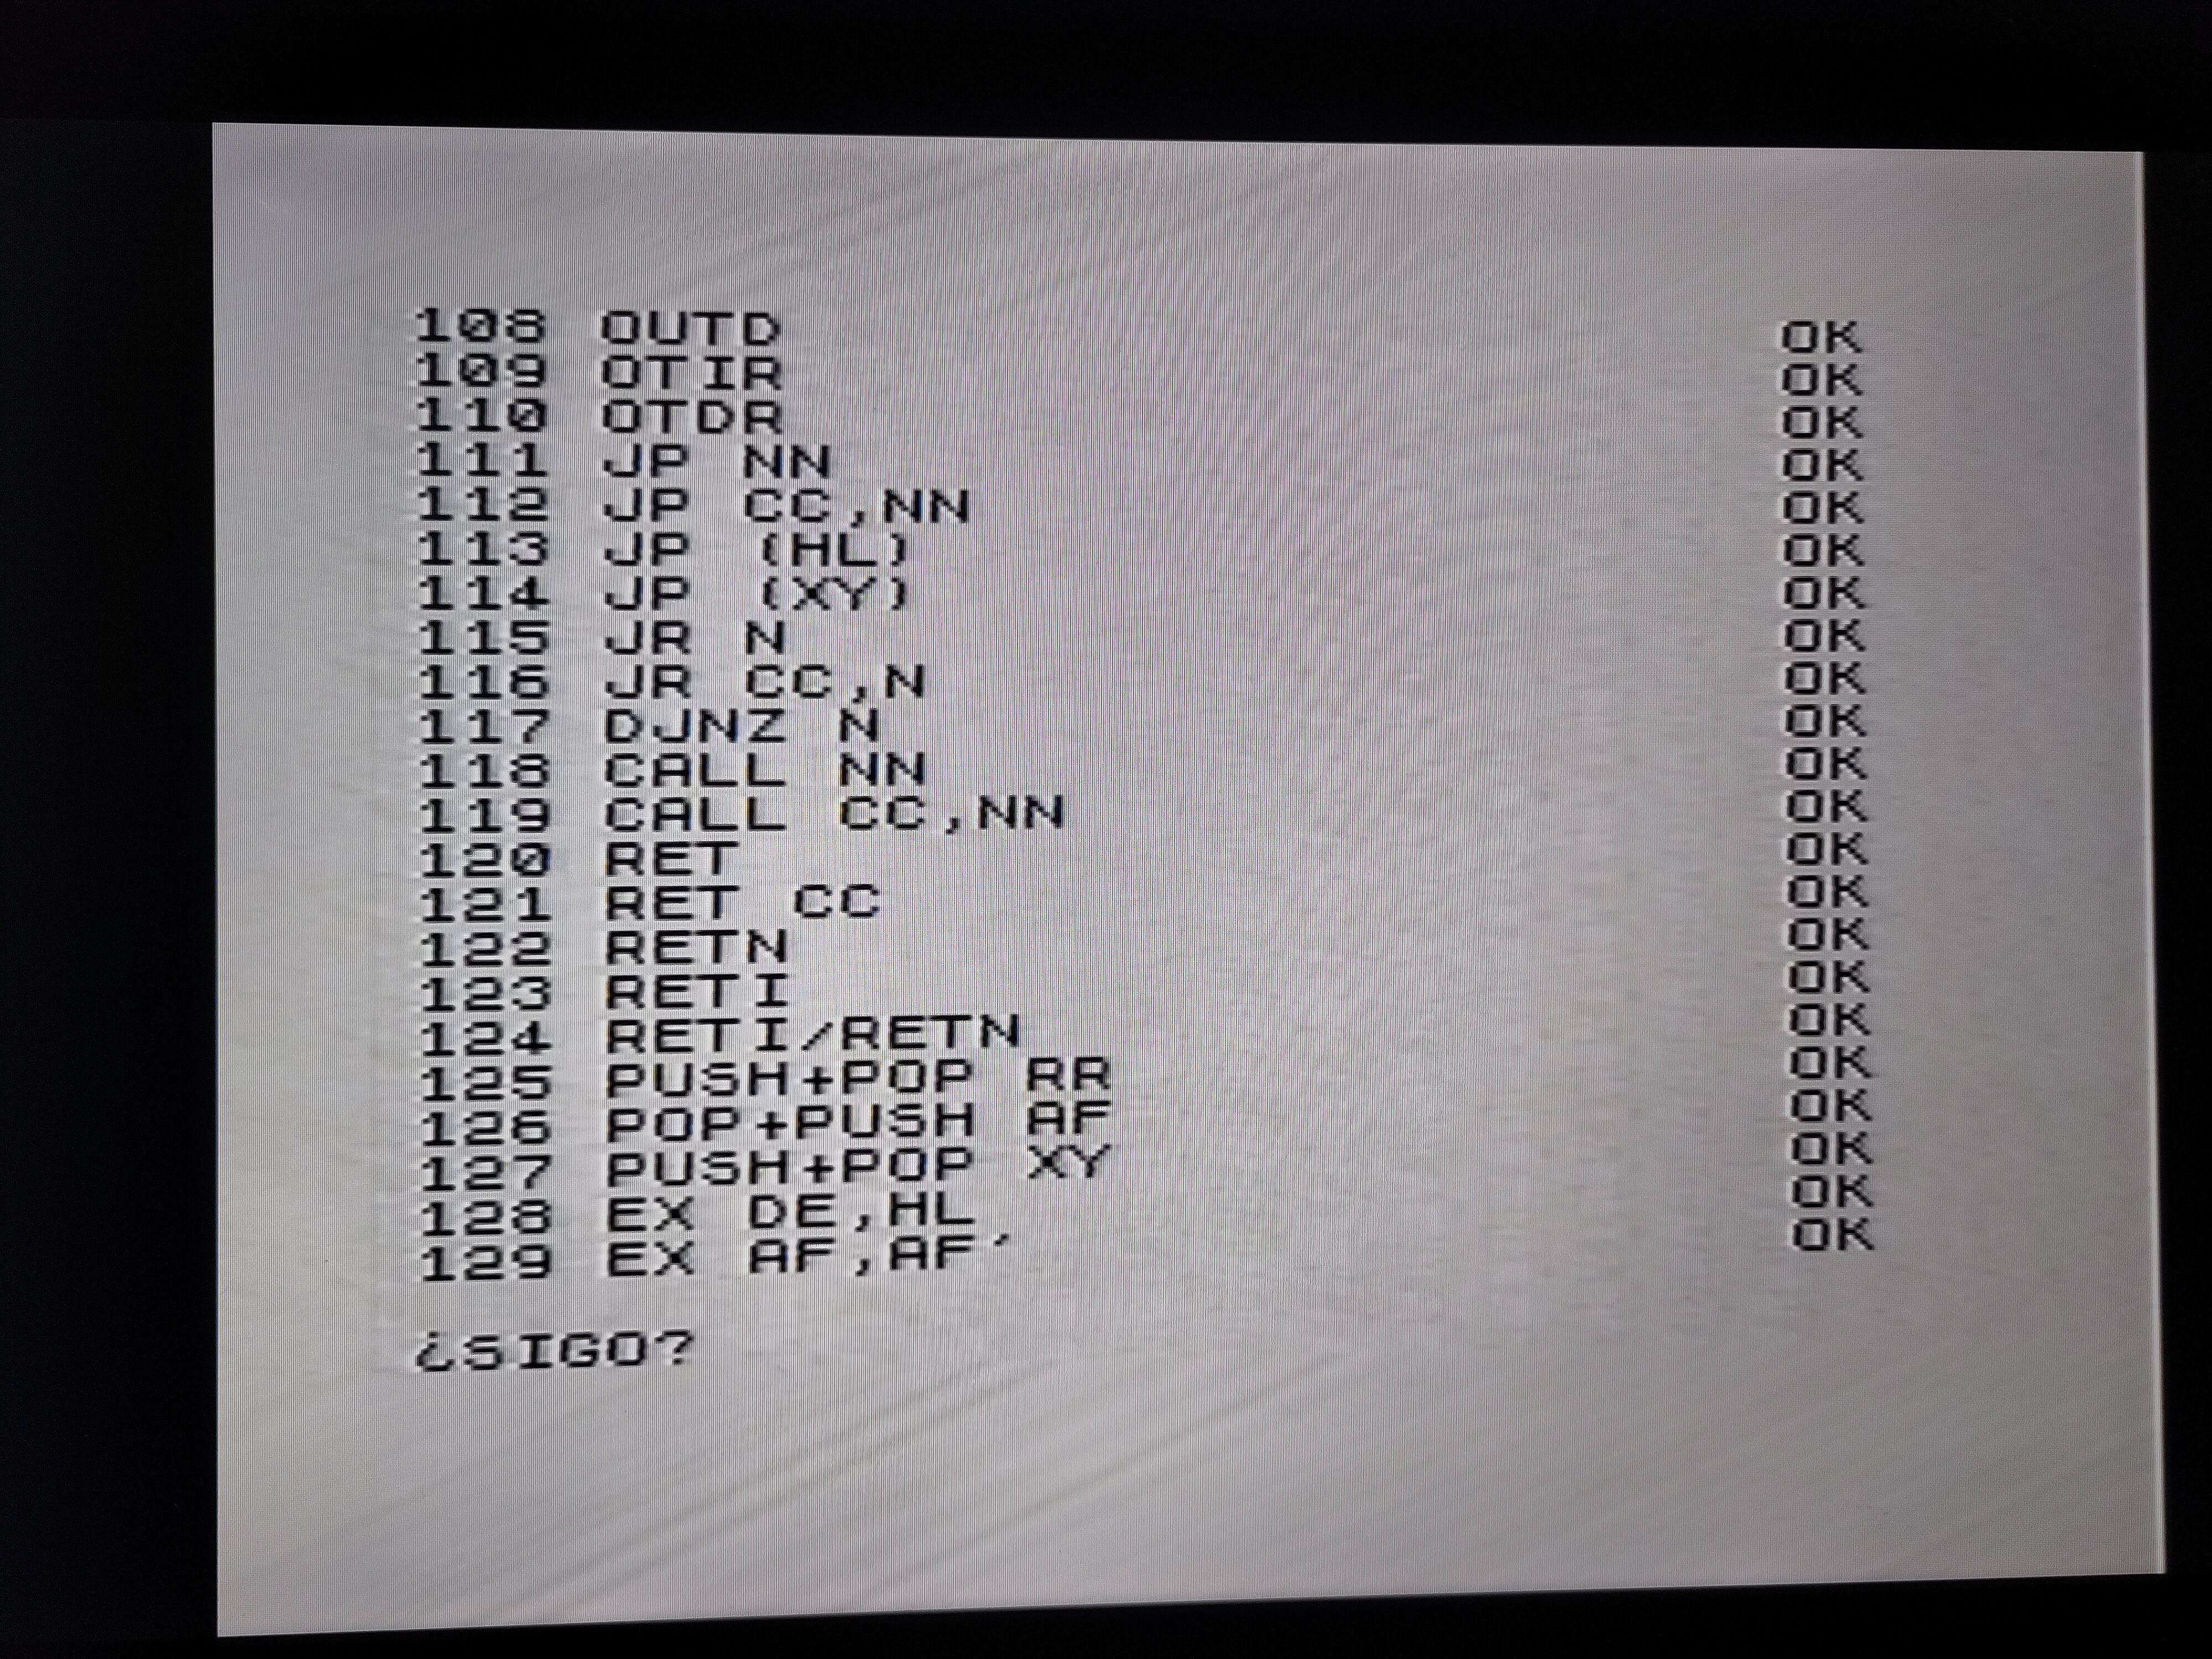 108 OUTD OK
109 OTIR OK
110 OTDR OK
111 JP NN OK
112 JP CC,NN OK
113 JP (HL) OK
114 JP (XY) OK
115 JR N OK
116 JR CC,N OK
117 DJNZ N OK
118 CALL NN OK
119 CALL CC,NN OK
120 RET OK
121 RET CC OK
122 RETN OK
123 RETI OK
124 RETI/RETN OK
125 PUSH+POP RR OK
126 POP+PUSH AF OK
127 PUSH+POP XY OK
128 EX DE,HL OK
129 EX AF,AF' OK
¿SIGO?